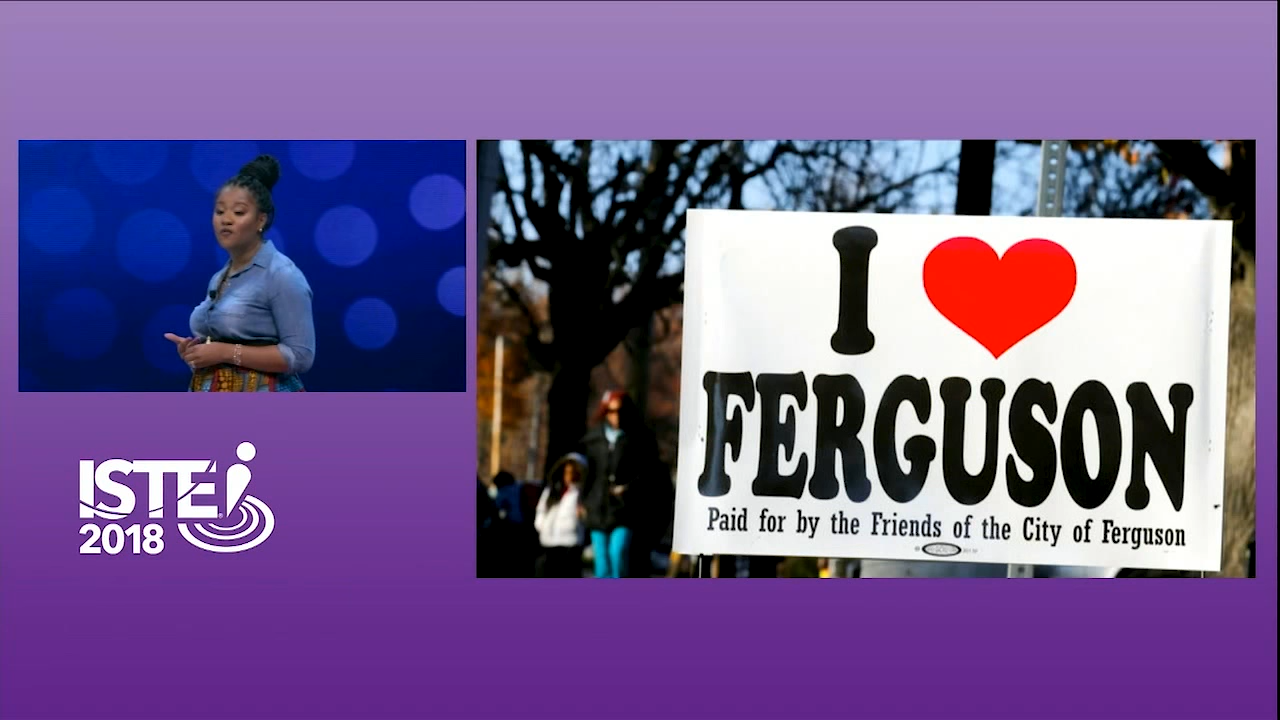 ISTE
2018
I
FERGUSON
Paid for by the Friends of the City of Ferguson